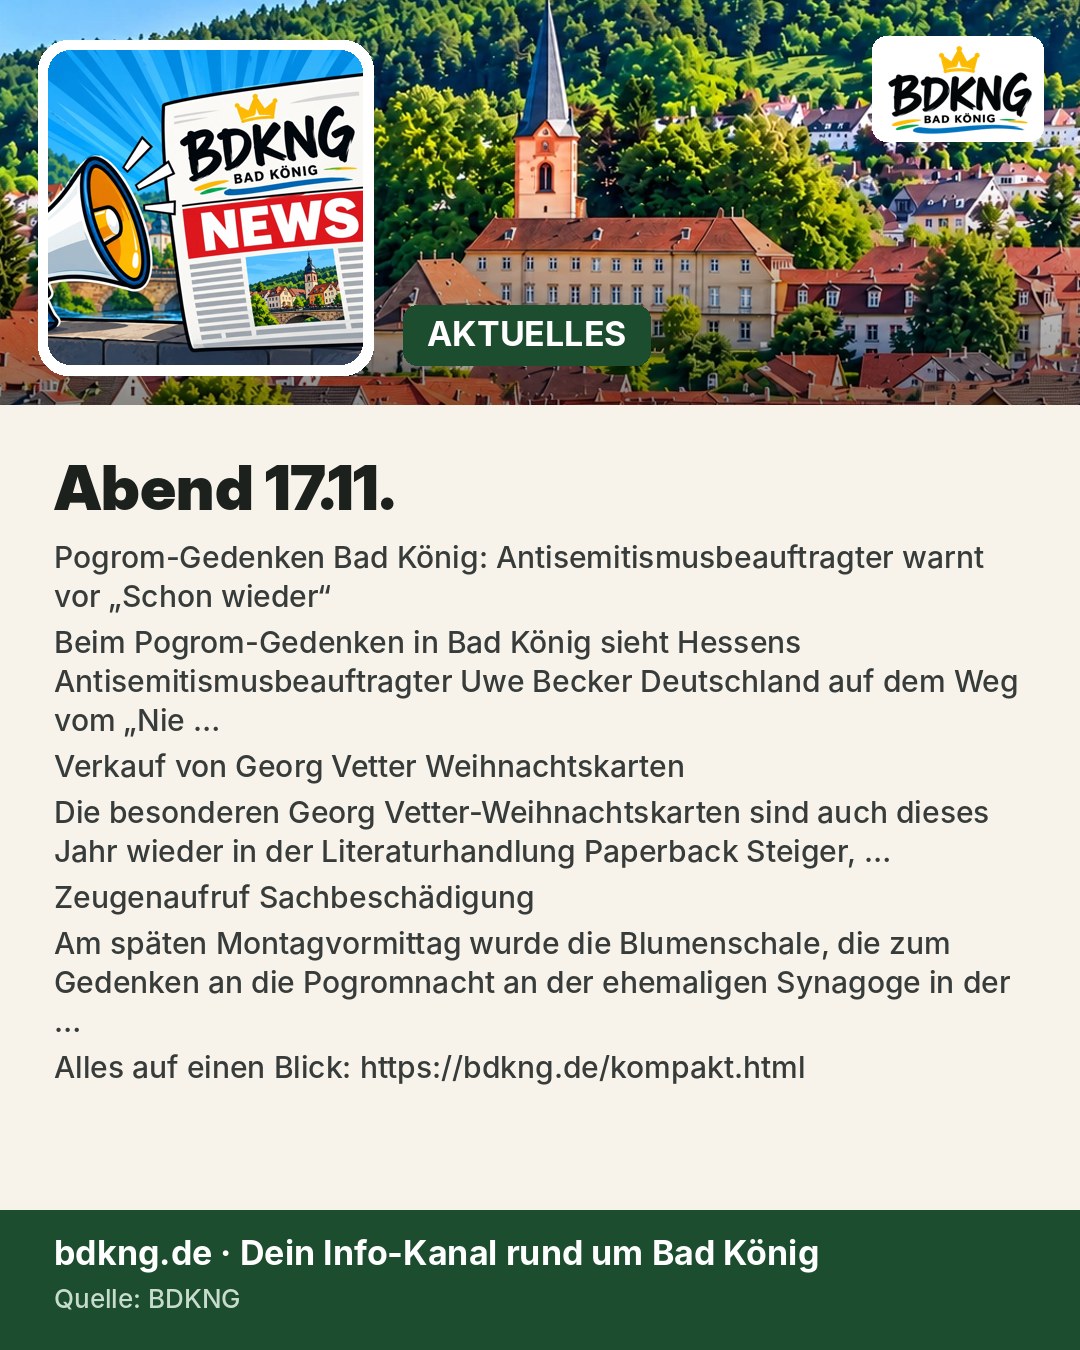 BDKNG
BAD KÖNIG
NEWS
BDKNG
BAD KÖNIG
AKTUELLES
Abend 17.11.
Pogrom-Gedenken Bad König: Antisemitismusbeauftragter warnt
vor „Schon wieder“
Beim Pogrom-Gedenken in Bad König sieht Hessens
Antisemitismusbeauftragter Uwe Becker Deutschland auf dem Weg
vom „Nie ...
Verkauf von Georg Vetter Weihnachtskarten
Die besonderen Georg Vetter-Weihnachtskarten sind auch dieses
Jahr wieder in der Literaturhandlung Paperback Steiger, ...
Zeugenaufruf Sachbeschädigung
Am späten Montagvormittag wurde die Blumenschale, die zum
Gedenken an die Pogromnacht an der ehemaligen Synagoge in der
...
Alles auf einen Blick: https://bdkng.de/kompakt.html
bdkng.de · Dein Info-Kanal rund um Bad König
Quelle: BDKNG